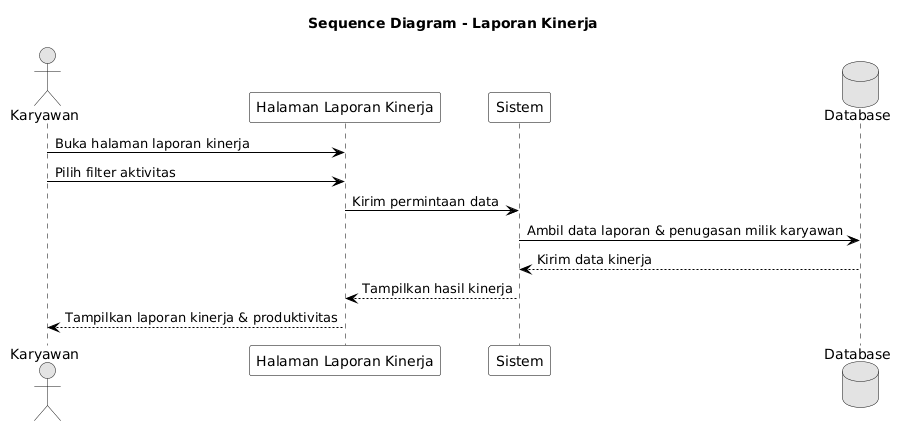 Sequence Diagram - Laporan Kinerja
Karyawan
Halaman Laporan Kinerja
Sistem
Database
Buka halaman laporan kinerja
Pilih filter aktivitas
Kirim permintaan data
Ambil data laporan & penugasan milik karyawan
Kirim data kinerja
Tampilkan hasil kinerja
Tampilkan laporan kinerja & produktivitas
Karyawan
Halaman Laporan Kinerja
Sistem
Database